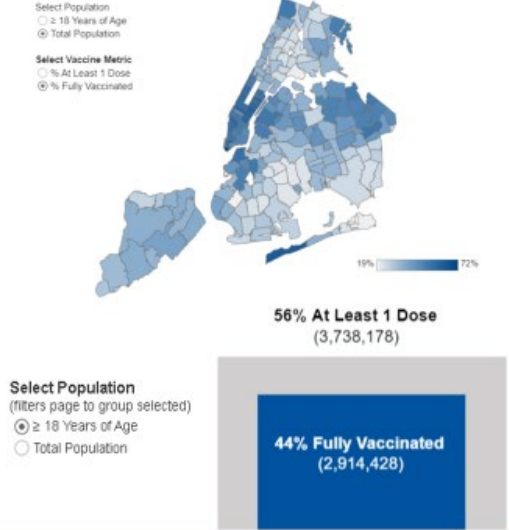 Select Population
≥ 18 Years of Age
Total Population
Select Vaccine Metric
% At Least 1 Dose
% Fully Vaccinated
19%
72%
56% At Least 1 Dose
(3,738,178)
Select Population
(filters page to group selected)
≥ 18 Years of Age
Total Population
44% Fully Vaccinated
(2,914,428)